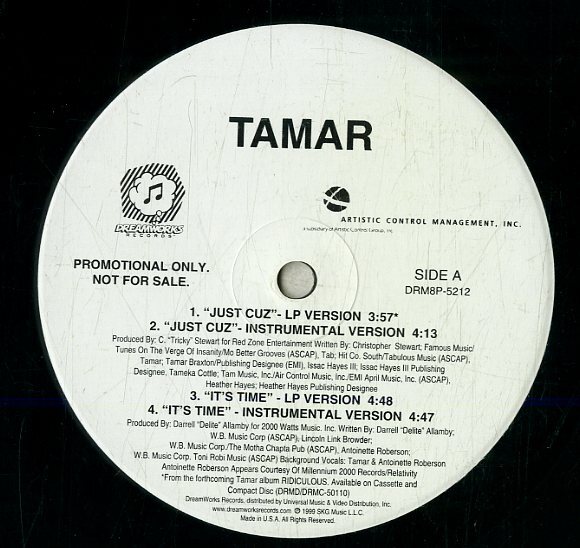 TAMAR
DREAMWORKS
RECORDS
ARTISTIC CONTROL MANAGEMENT, INC.
a subsidiary of Artistic Control Group, Inc.
PROMOTIONAL ONLY.
NOT FOR SALE.
SIDE A
DRM8P-5212
1. “JUST CUZ”- LP VERSION 3:57*
2. “JUST CUZ”- INSTRUMENTAL VERSION 4:13
Produced By: C. “Tricky” Stewart for Red Zone Entertainment Written By: Christopher Stewart; Famous Music/
Tunes On The Verge Of Insanity/Mo Better Grooves (ASCAP), Tab; Hit Co. South/Tabulous Music (ASCAP),
Tamar; Tamar Braxton/Publishing Designee (EMI), Issac Hayes III; Issac Hayes III Publishing
Designee, Tameka Cottle; Tam Music, Inc./Air Control Music, Inc./EMI April Music, Inc. (ASCAP),
Heather Hayes; Heather Hayes Publishing Designee
3. “IT’S TIME” - LP VERSION 4:48
4. “IT’S TIME” - INSTRUMENTAL VERSION 4:47
Produced By: Darrell “Delite” Allamby for 2000 Watts Music. Inc. Written By: Darrell “Delite” Allamby;
W.B. Music Corp (ASCAP); Lincoln Link Browder;
W.B. Music Corp./The Motha Chapta Pub (ASCAP), Antoinette Roberson;
W.B. Music Corp. Toni Robi Music (ASCAP) Background Vocals: Tamar & Antoinette Roberson
Antoinette Roberson Appears Courtesy Of Millennium 2000 Records/Relativity
*From the forthcoming Tamar album RIDICULOUS. Available on Cassette and
Compact Disc (DRMD/DRMC-50110)
DreamWorks Records, distributed by Universal Music & Video Distribution, Inc.
www.dreamworksrecords.com ℗ © 1999 SKG Music L.L.C.
Made in U.S.A. All Rights Reserved.